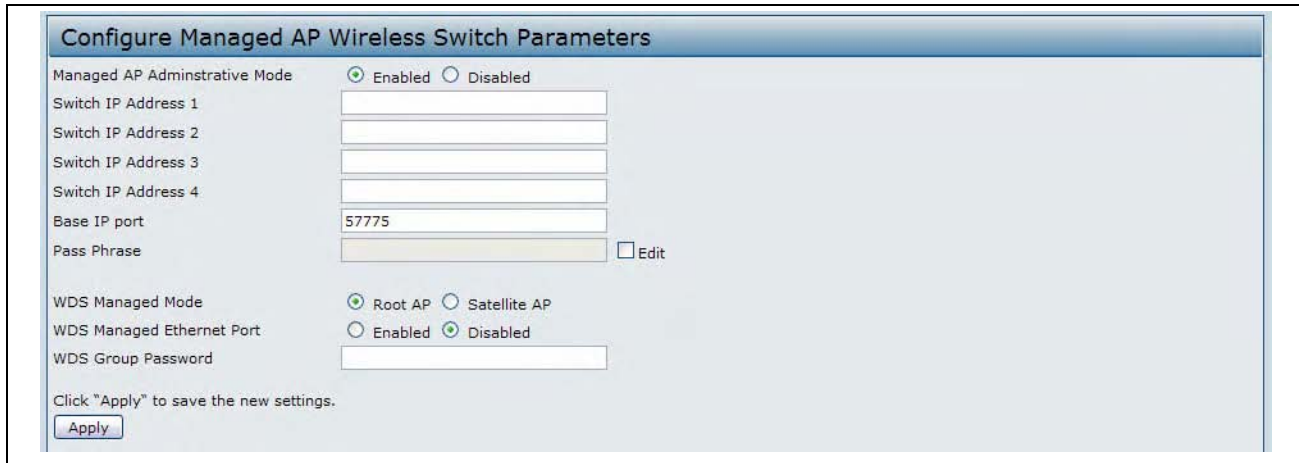 Configure Managed AP Wireless Switch Parameters
Managed AP Adminstrative Mode Enabled Disabled
Switch IP Address 1
Switch IP Address 2
Switch IP Address 3
Switch IP Address 4
Base IP port 57775
Pass Phrase Edit
WDS Managed Mode Root AP Satellite AP
WDS Managed Ethernet Port Enabled Disabled
WDS Group Password
Click "Apply" to save the new settings.
Apply